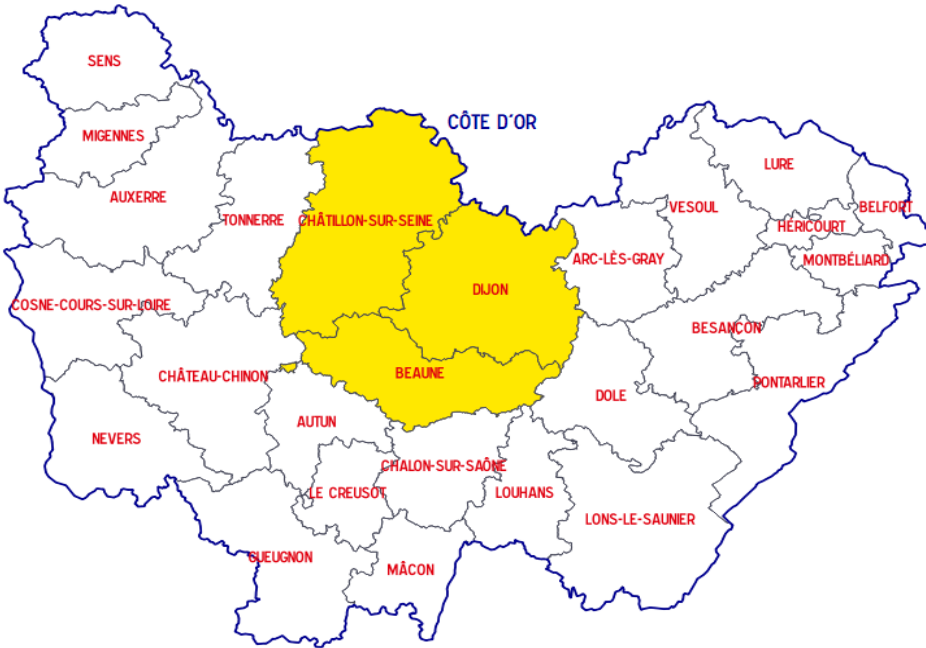 SENS
CÔTE D'OR
MIGENNES
LURE
AUXERRE
VESOUL
BELFORT
TONNERRE
CHÂTILLON-SUR-SEINE
HÉRICOURT
ARC-LÈS-GRAY
MONTBÉLIARD
DIJON
COSNE-COURS-SUR-LOIRE
BESANÇON
CHÂTEAU-CHINON
BEAUNE
PONTARLIER
DOLE
AUTUN
NEVERS
CHALON-SUR-SAÔNE
LE CREUSOT
LOUHANS
LONS-LE-SAUNIER
GUEUGNON
MÂCON